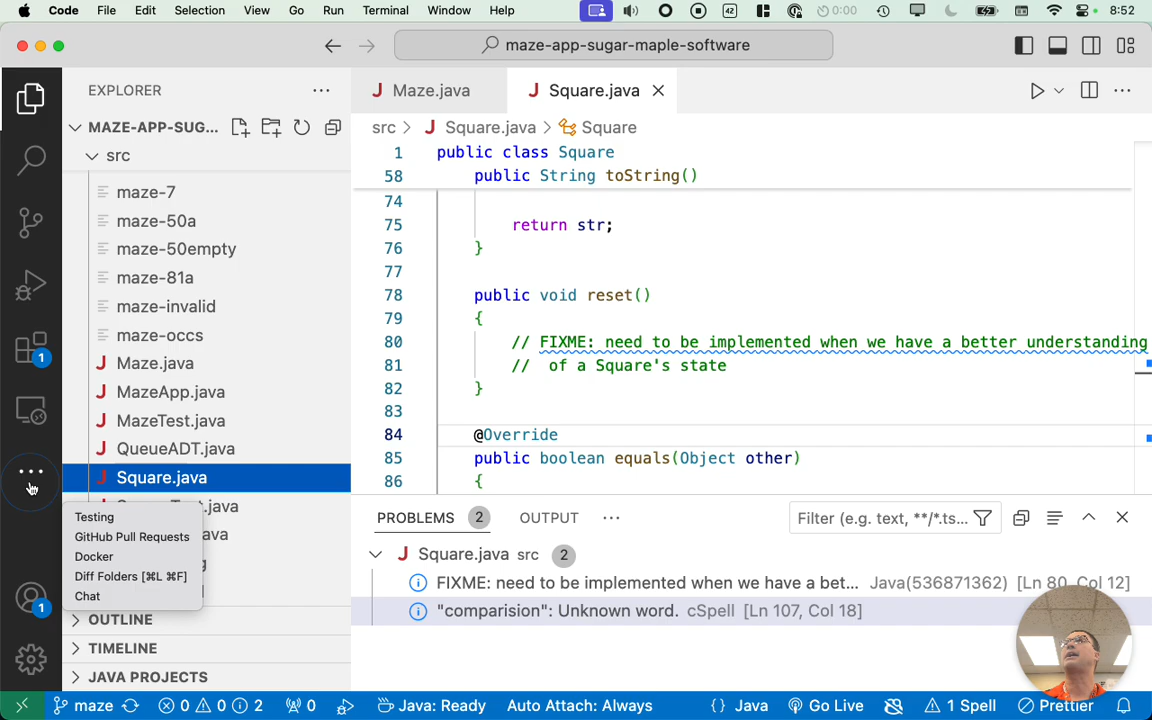 Code File Edit Selection View Go Run Terminal Window Help 42 0:00 8:52
maze-app-sugar-maple-software
EXPLORER
MAZE-APP-SUG...
src
maze-7
maze-50a
maze-50empty
maze-81a
maze-invalid
maze-occs
J Maze.java
J MazeApp.java
J MazeTest.java
J QueueADT.java
J Square.java
.java
Testing
GitHub Pull Requests
Docker
Diff Folders [⌘L ⌘F]
Chat
OUTLINE
TIMELINE
JAVA PROJECTS
1
1
J Maze.java J Square.java
src > J Square.java > Square
1 public class Square
58 public String toString()
74
75 return str;
76 }
77
78 public void reset()
79 {
80 // FIXME: need to be implemented when we have a better understanding
81 // of a Square's state
82 }
83
84 @Override
85 public boolean equals(Object other)
86 {
PROBLEMS 2 OUTPUT Filter (e.g. text, **/*.ts...
J Square.java src 2
FIXME: need to be implemented when we have a bet... Java(536871362) [Ln 80, Col 12]
"comparision": Unknown word. cSpell [Ln 107, Col 18]
maze 0 0 2 0 Java: Ready Auto Attach: Always {} Java Go Live 1 Spell Prettier